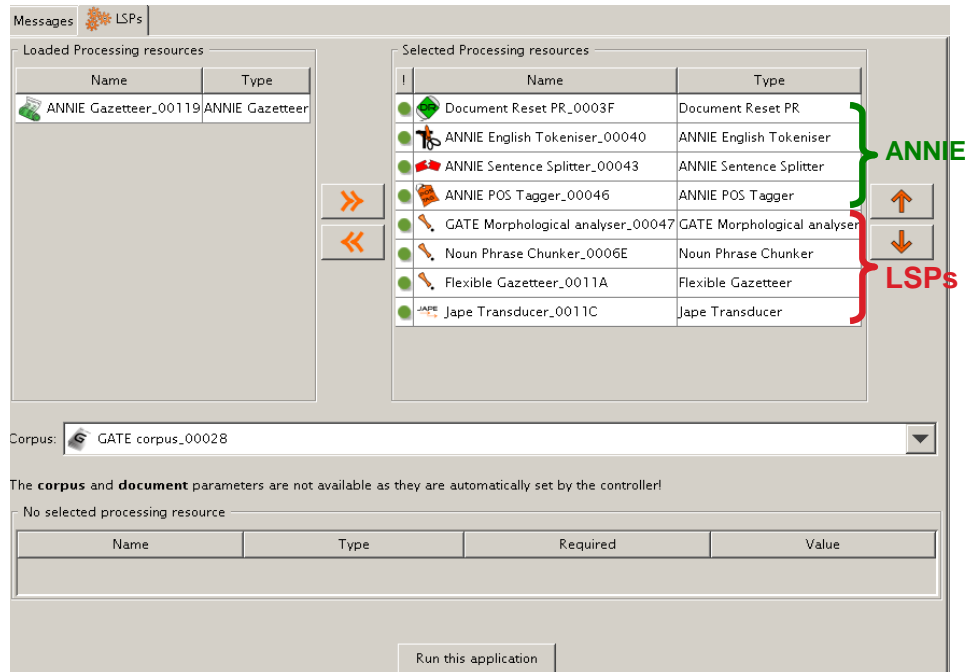 Messages LSPs
Loaded Processing resources
Name Type
ANNIE Gazetteer_00119 ANNIE Gazetteer
Selected Processing resources
! Name Type
DR Document Reset PR_0003F Document Reset PR
ANNIE English Tokeniser_00040 ANNIE English Tokeniser
ANNIE Sentence Splitter_00043 ANNIE Sentence Splitter
POS TAG ANNIE POS Tagger_00046 ANNIE POS Tagger
GATE Morphological analyser_00047 GATE Morphological analyser
Noun Phrase Chunker_0006E Noun Phrase Chunker
Flexible Gazetteer_0011A Flexible Gazetteer
JAPE Jape Transducer_0011C Jape Transducer
ANNIE
LSPs
Corpus: G GATE corpus_00028
The corpus and document parameters are not available as they are automatically set by the controller!
No selected processing resource
Name Type Required Value
Run this application